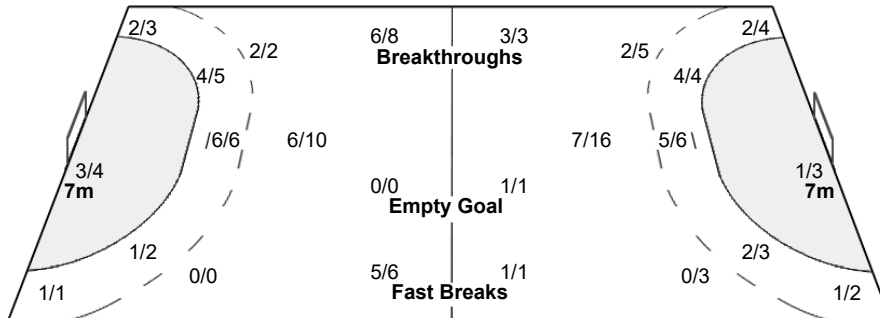 2/3 6/8 3/3 2/4
2/2 Breakthroughs 2/5
4/5 4/4
6/6 6/10 7/16 5/6
3/4 0/0 1/1 1/3
7m Empty Goal 7m
1/2 2/3
0/0 5/6 1/1 0/3
1/1 Fast Breaks 1/2